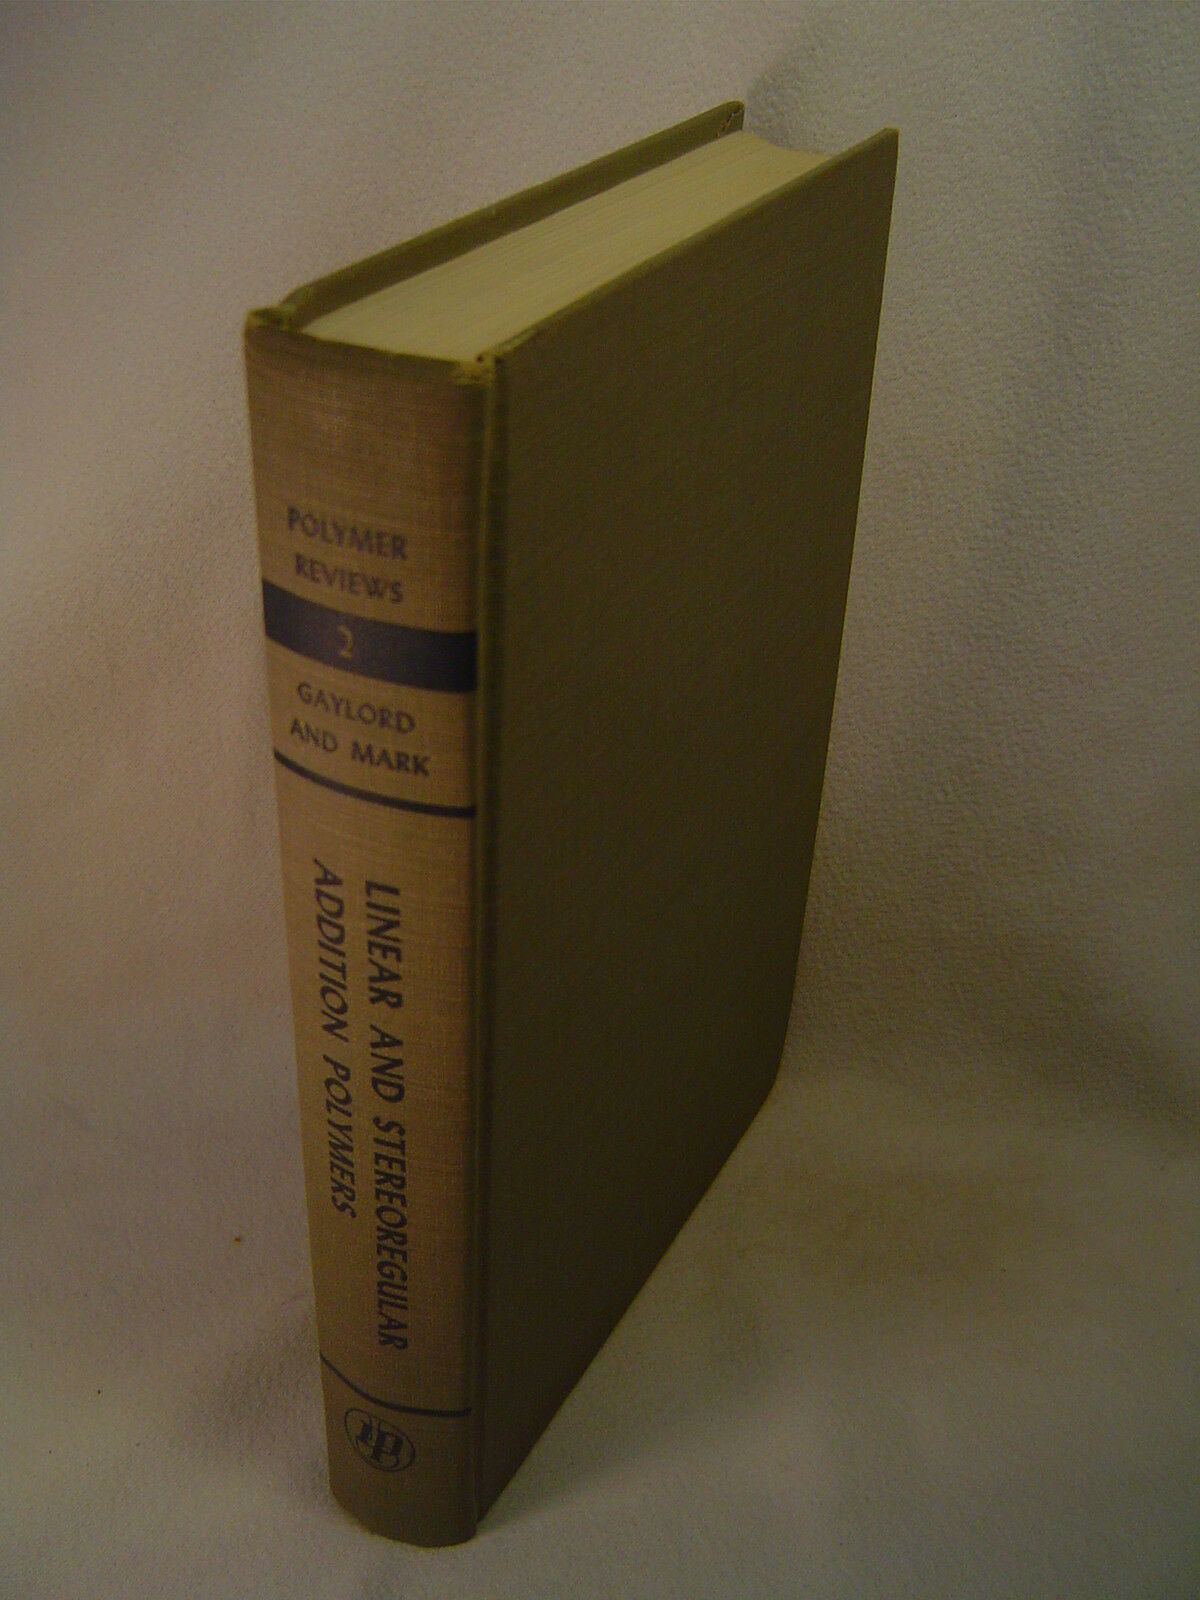 POLYMER
REVIEWS
2
GAYLORD
AND MARK
LINEAR AND STEREOREGULAR
ADDITION POLYMERS